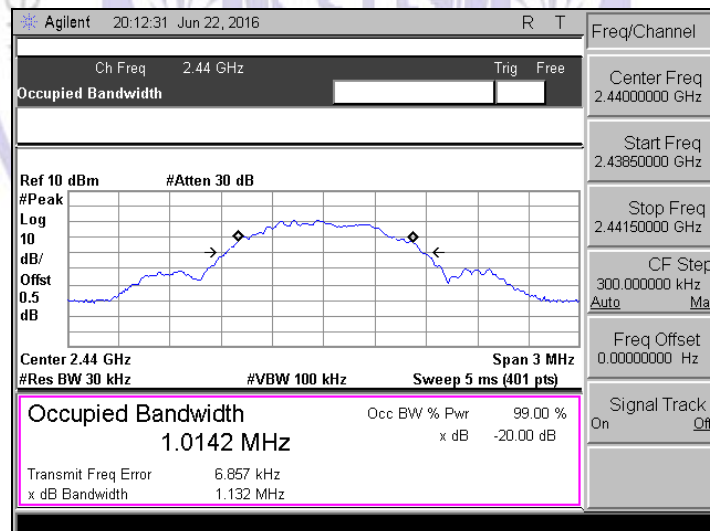 Agilent 20:12:31 Jun 22, 2016 R T
Freq/Channel
Ch Freq 2.44 GHz Trig Free
Occupied Bandwidth
Center Freq
2.44000000 GHz
Start Freq
2.43850000 GHz
Stop Freq
2.44150000 GHz
CF Step
300.000000 kHz
Auto Ma
Freq Offset
0.00000000 Hz
Signal Track
On Off
Ref 10 dBm #Atten 30 dB
#Peak
Log
10
dB/
Offst
0.5
dB
Center 2.44 GHz Span 3 MHz
#Res BW 30 kHz #VBW 100 kHz Sweep 5 ms (401 pts)
Occupied Bandwidth Occ BW % Pwr 99.00 %
1.0142 MHz x dB -20.00 dB
Transmit Freq Error 6.857 kHz
x dB Bandwidth 1.132 MHz